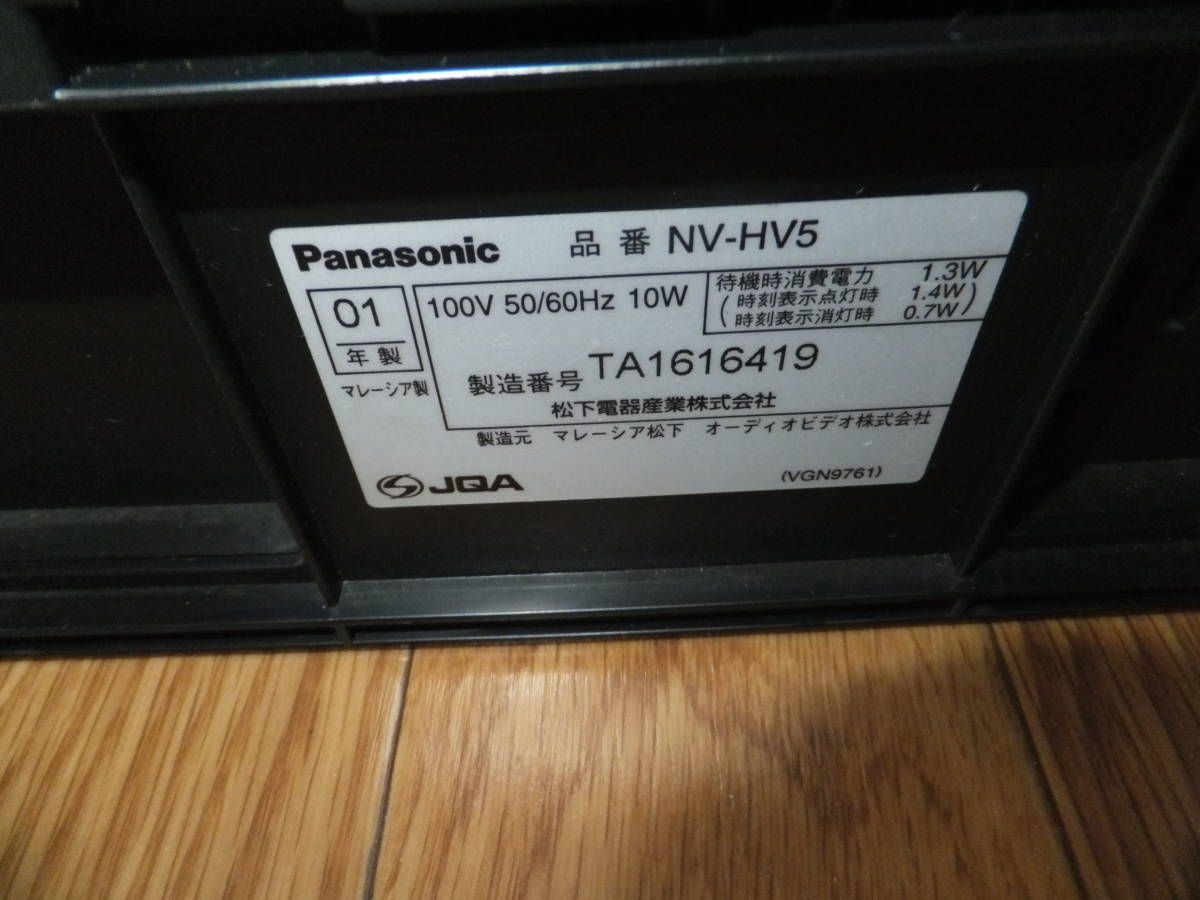 Panasonic 品番 NV-HV5
01
年製
マレーシア製
100V 50/60Hz 10W
待機時消費電力 1.3W
(時刻表示点灯時 1.4W
時刻表示消灯時 0.7W)
製造番号 TA1616419
松下電器産業株式会社
製造元 マレーシア松下 オーディオビデオ株式会社
JQA
(VGN9761)